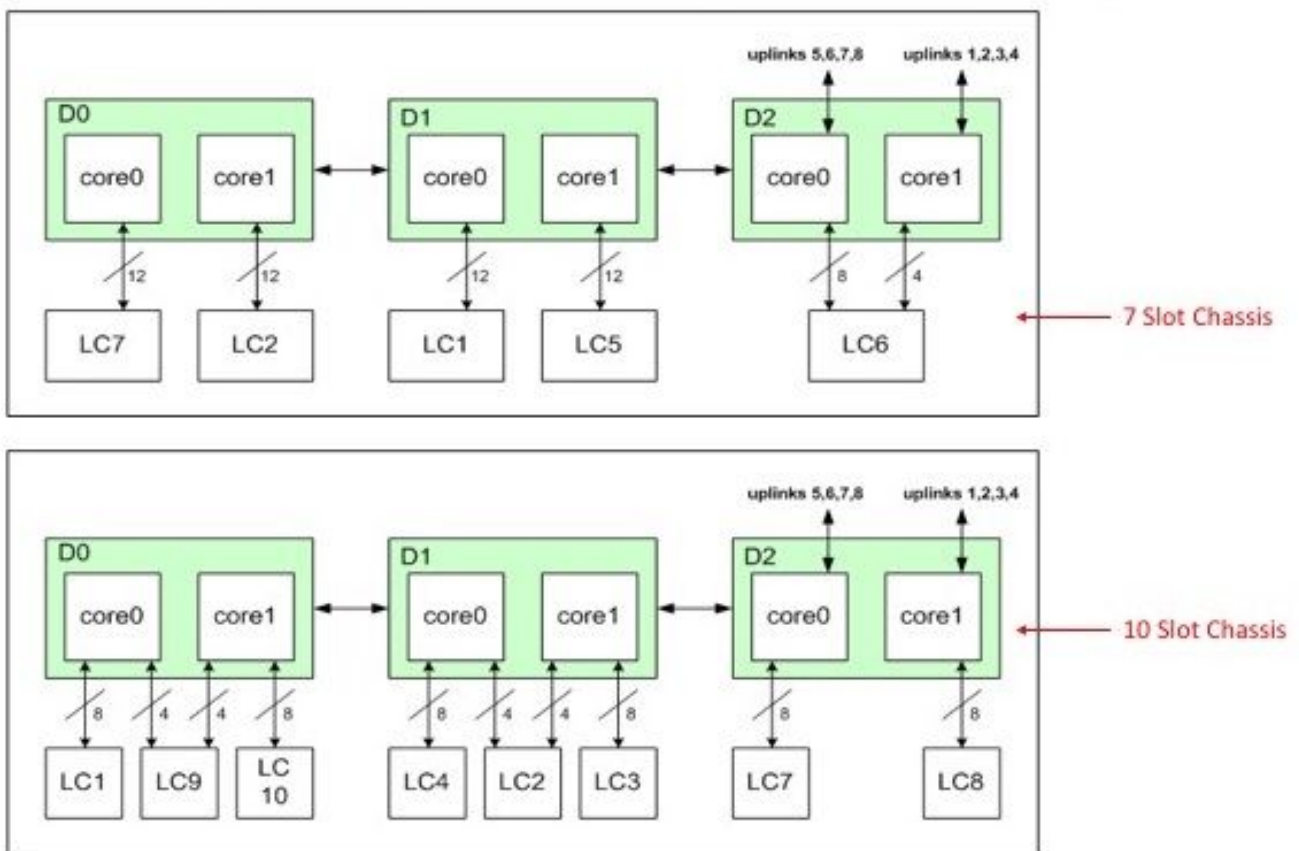 uplinks 5,6,7,8
uplinks 1,2,3,4
D0
D1
D2
core0
core1
core0
core1
core0
core1
12
12
12
12
8
4
LC7
LC2
LC1
LC5
LC6
7 Slot Chassis
uplinks 5,6,7,8
uplinks 1,2,3,4
D0
D1
D2
core0
core1
core0
core1
core0
core1
10 Slot Chassis
8
4
4
8
8
4
4
8
8
8
LC1
LC9
LC
10
LC4
LC2
LC3
LC7
LC8